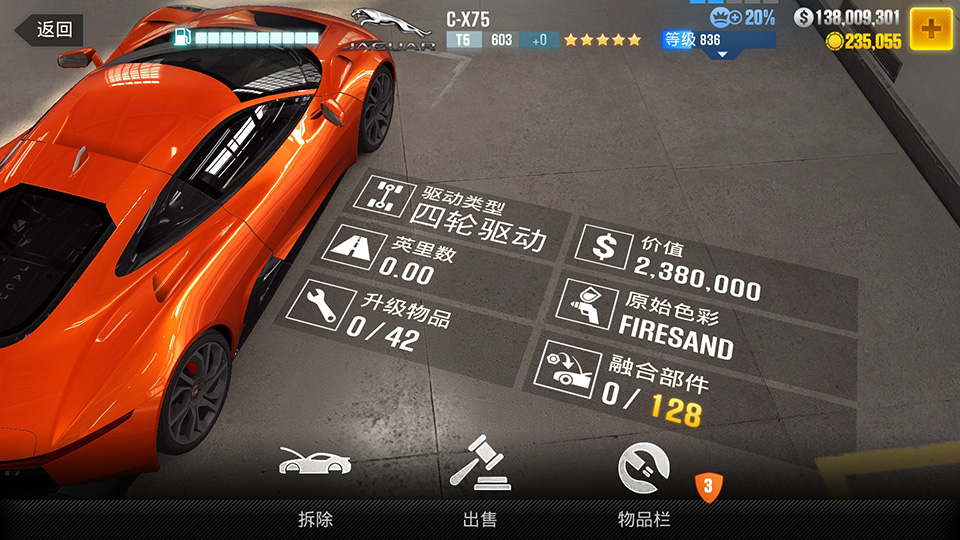 返回
JAGUAR
C-X75
T5 603 +0
20%
等级 836
138,009,301
235,055
驱动类型
四轮驱动
英里数
0.00
升级物品
0/42
价值
2,380,000
原始色彩
FIRESAND
融合部件
0/128
拆除
出售
物品栏
3